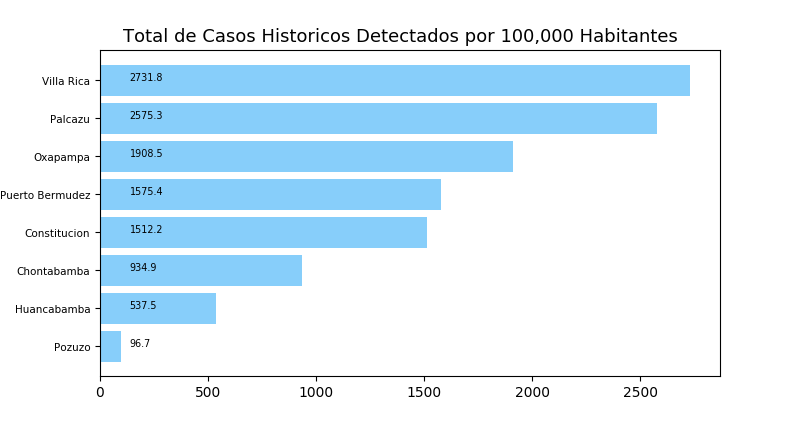 Total de Casos Historicos Detectados por 100,000 Habitantes
Villa Rica 2731.8
Palcazu 2575.3
Oxapampa 1908.5
Puerto Bermudez 1575.4
Constitucion 1512.2
Chontabamba 934.9
Huancabamba 537.5
Pozuzo 96.7
0 500 1000 1500 2000 2500